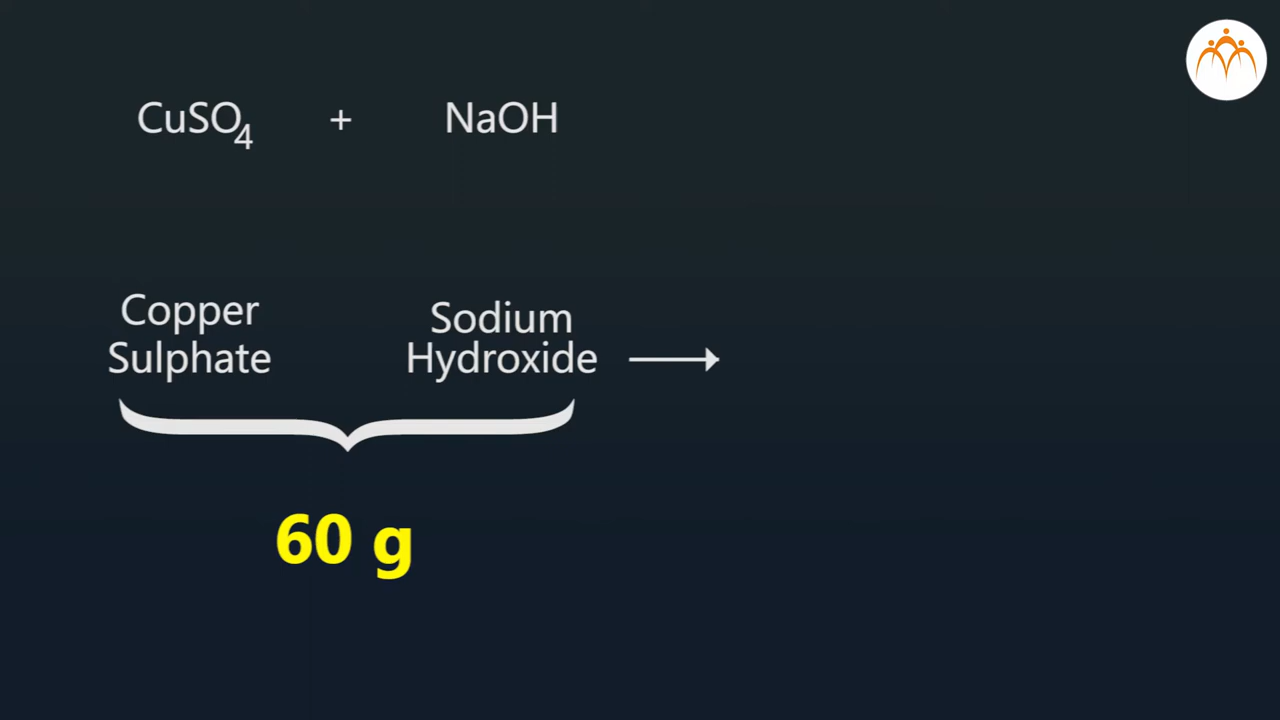 CuSO₄ + NaOH
Copper Sodium
Sulphate Hydroxide →
60 g